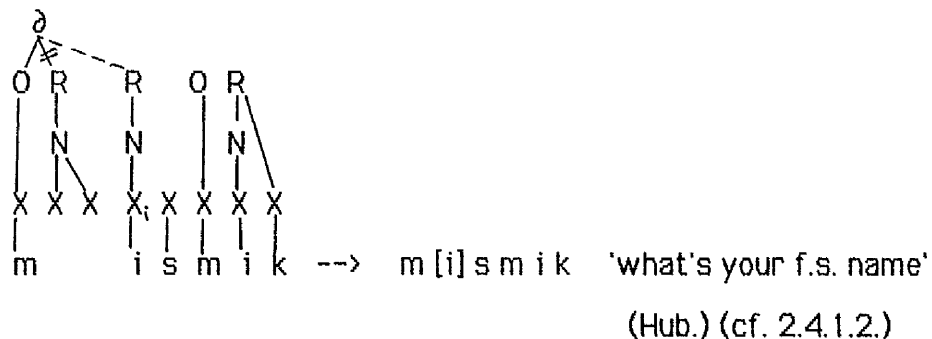 ∂
O R R O R
N N N
X X X Xi X X X X
m i s m i k --> m [i] s m i k 'what's your f.s. name'
(Hub.) (cf. 2.4.1.2.)